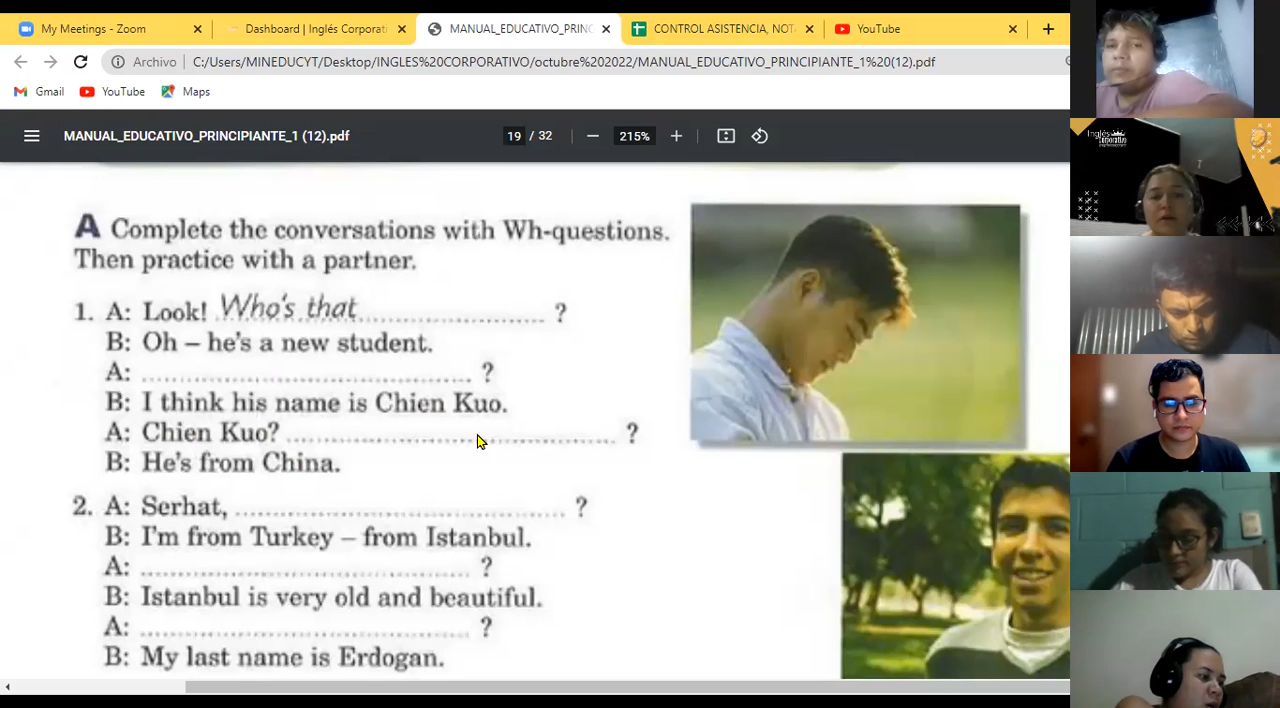 My Meetings - Zoom
Dashboard | Inglés Corporati
MANUAL_EDUCATIVO_PRINC
CONTROL ASISTENCIA, NOT
YouTube
Archivo C:/Users/MINEDUCYT/Desktop/INGLES%20CORPORATIVO/octubre%202022/MANUAL_EDUCATIVO_PRINCIPIANTE_1%20(12).pdf
Gmail YouTube Maps
MANUAL_EDUCATIVO_PRINCIPIANTE_1 (12).pdf 19 / 32 215%
A Complete the conversations with Wh-questions.
Then practice with a partner.
1. A: Look! Who's that ?
B: Oh – he's a new student.
A: ?
B: I think his name is Chien Kuo.
A: Chien Kuo? ?
B: He's from China.
2. A: Serhat, ?
B: I'm from Turkey – from Istanbul.
A: ?
B: Istanbul is very old and beautiful.
A: ?
B: My last name is Erdogan.
Inglés
Corporativo